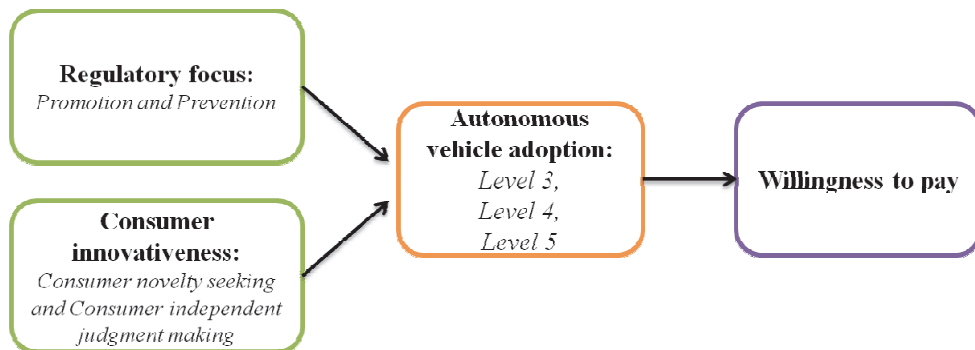 Regulatory focus:
Promotion and Prevention
Consumer
innovativeness:
Consumer novelty seeking
and Consumer independent
judgment making
Autonomous
vehicle adoption:
Level 3,
Level 4,
Level 5
Willingness to pay